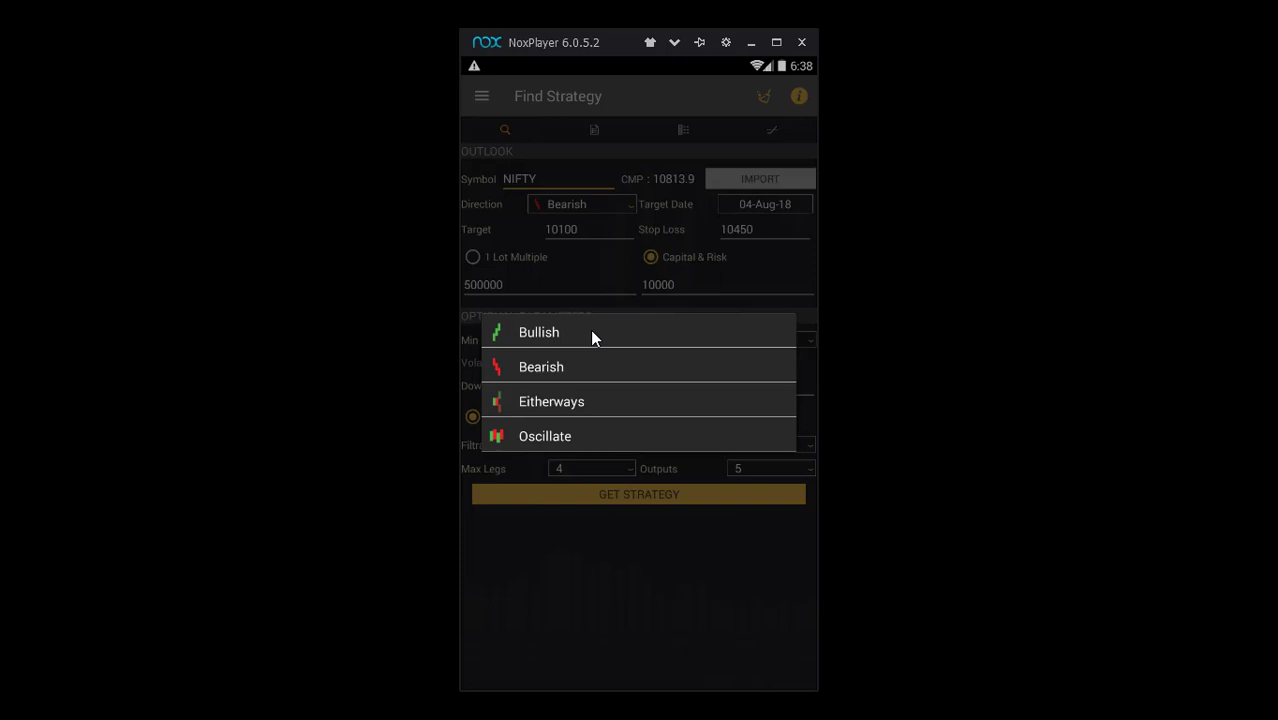 nox NoxPlayer 6.0.5.2
6:38
Find Strategy
OUTLOOK
Symbol NIFTY CMP : 10813.9 IMPORT
Direction Bearish Target Date 04-Aug-18
Target 10100 Stop Loss 10450
1 Lot Multiple Capital & Risk
500000 10000
Bullish
Min
Bearish
Eitherways
Oscillate
Max Legs 4 Outputs 5
GET STRATEGY